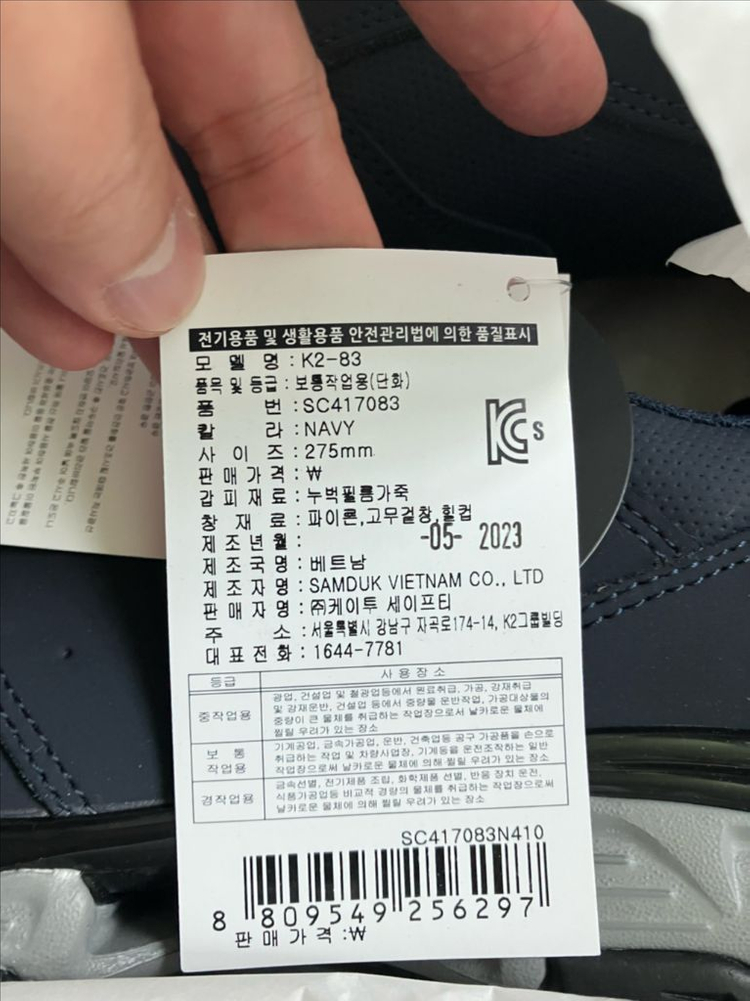 전기용품 및 생활용품 안전관리법에 의한 품질표시
모 델 명 : K2-83
품목 및 등급 : 보통작업용(단화)
품 번 : SC417083
칼 라 : NAVY
사 이 즈 : 275mm
판 매 가 격 : ₩
갑 피 재 료 : 누벅필름가죽
창 재 료 : 파이론,고무겉창,힐컵
제 조 년 월 : -05- 2023
제 조 국 명 : 베트남
제 조 자 명 : SAMDUK VIETNAM CO., LTD
판 매 자 명 : ㈜케이투 세이프티
주 소 : 서울특별시 강남구 자곡로174-14, K2그룹빌딩
대 표 전 화 : 1644-7781
KC s
등급 사 용 장 소
중작업용 광업, 건설업 및 철광업등에서 원료취급, 가공, 강재취급
및 강재운반, 건설업 등에서 중량물 운반작업, 가공대상물의
중량이 큰 물체를 취급하는 작업장으로서 날카로운 물체에
찔릴 우려가 있는 장소
보 통
작업용 기계공업, 금속가공업, 운반, 건축업등 공구 가공품을 손으로
취급하는 작업 및 차량사업장, 기계등을 운전조작하는 일반
작업장으로써 날카로운 물체에 의해 찔릴 우려가 있는 장소
경작업용 금속선별, 전기제품 조립, 화학제품 선별, 반응 장치 운전,
식품가공업등 비교적 경량의 물체를 취급하는 작업장으로써
날카로운 물체에 의해 찔릴 우려가 있는 장소
SC417083N410
8 809549 256297
판 매 가 격 :₩